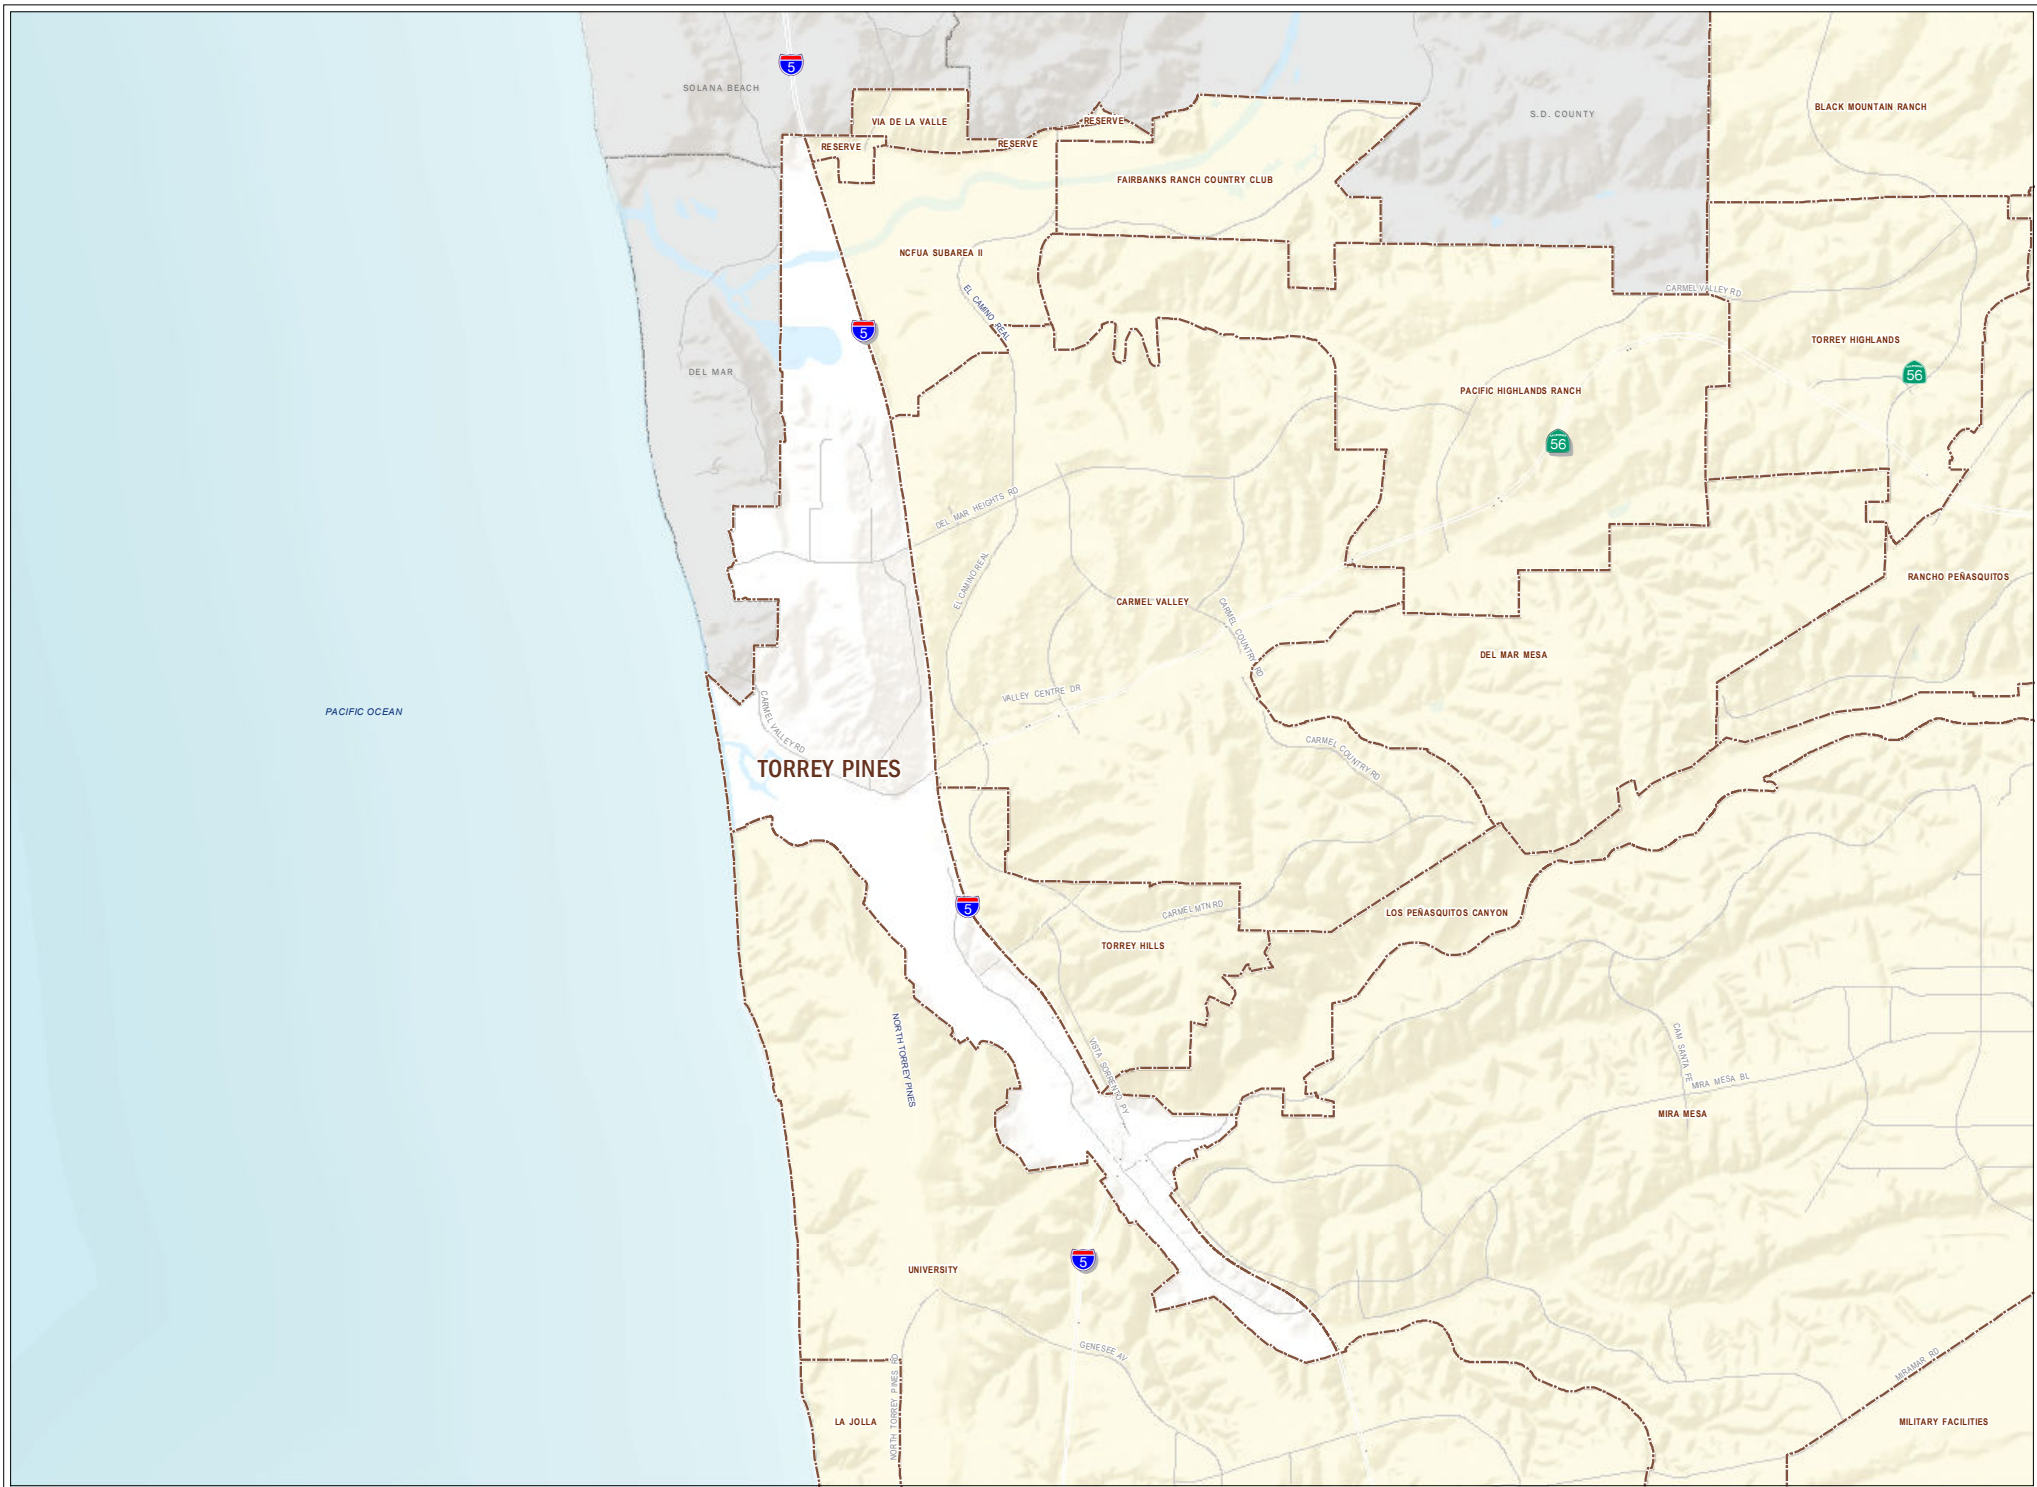 5
SOLANA BEACH
S.D. COUNTY
BLACK MOUNTAIN RANCH
VIA DE LA VALLE
RESERVE
RESERVE
RESERVE
FAIRBANKS RANCH COUNTRY CLUB
NCFUA SUBAREA II
EL CAMINO REAL
CARMEL VALLEY RD
5
TORREY HIGHLANDS
DEL MAR
56
PACIFIC HIGHLANDS RANCH
56
DEL MAR HEIGHTS RD
EL CAMINO REAL
RANCHO PEÑASQUITOS
CARMEL VALLEY
CARMEL COUNTRY RD
DEL MAR MESA
VALLEY CENTRE DR
PACIFIC OCEAN
CARMEL VALLEY RD
CARMEL COUNTRY RD
TORREY PINES
5
CARMEL MTN RD
LOS PEÑASQUITOS CANYON
TORREY HILLS
NORTH TORREY PINES
VISTA SORRENTO PY
CAM SANTA FE
MIRA MESA BL
MIRA MESA
5
UNIVERSITY
GENESEE AV
MIRAMAR RD
NORTH TORREY PINES RD
LA JOLLA
MILITARY FACILITIES